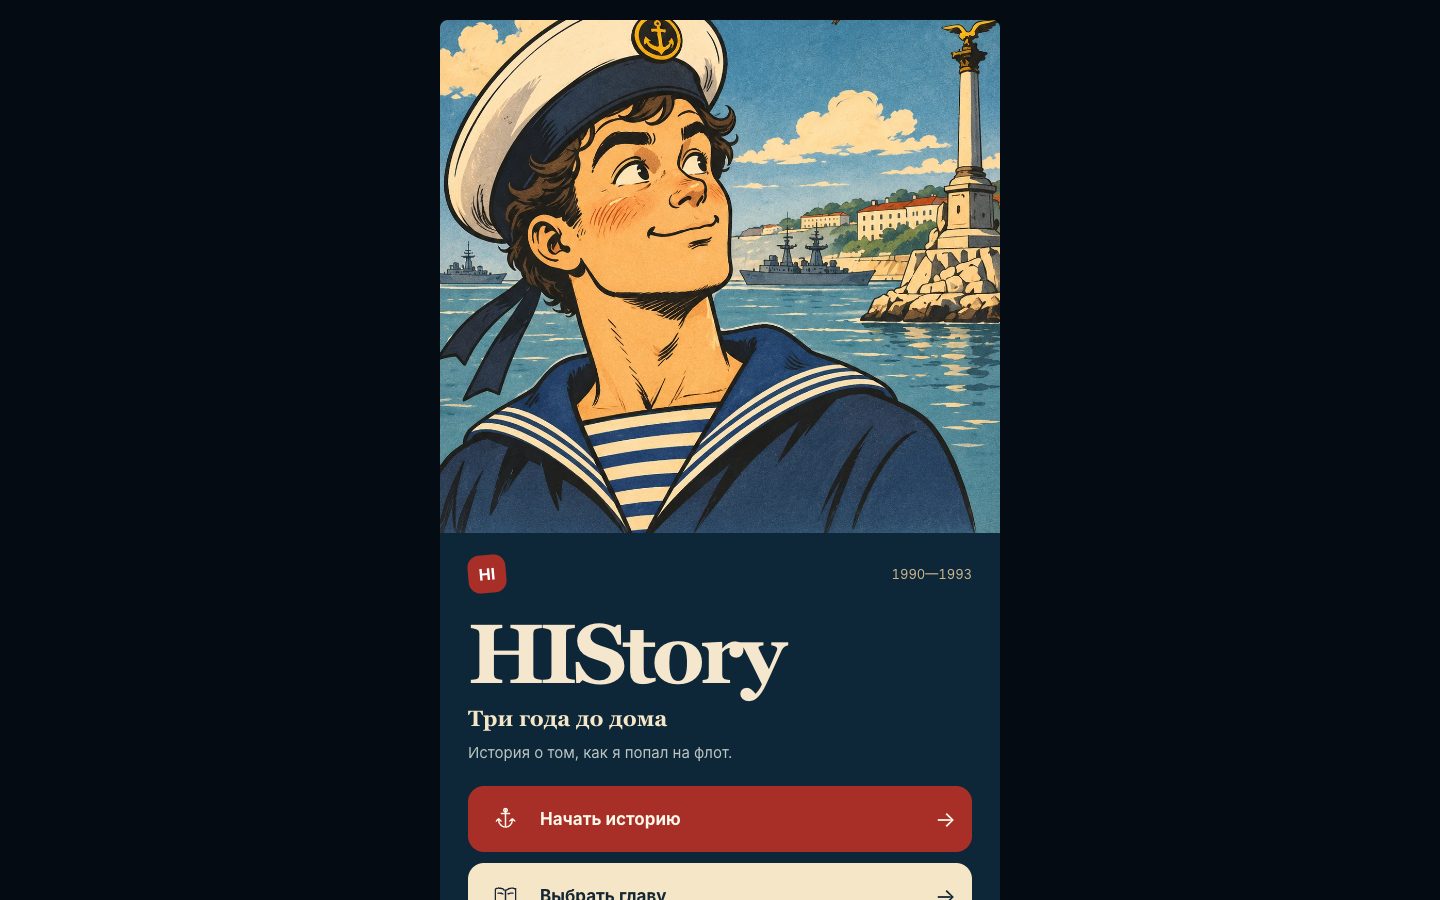 HI
1990—1993
HIStory
Три года до дома
История о том, как я попал на флот.
Начать историю
Выбрать главу